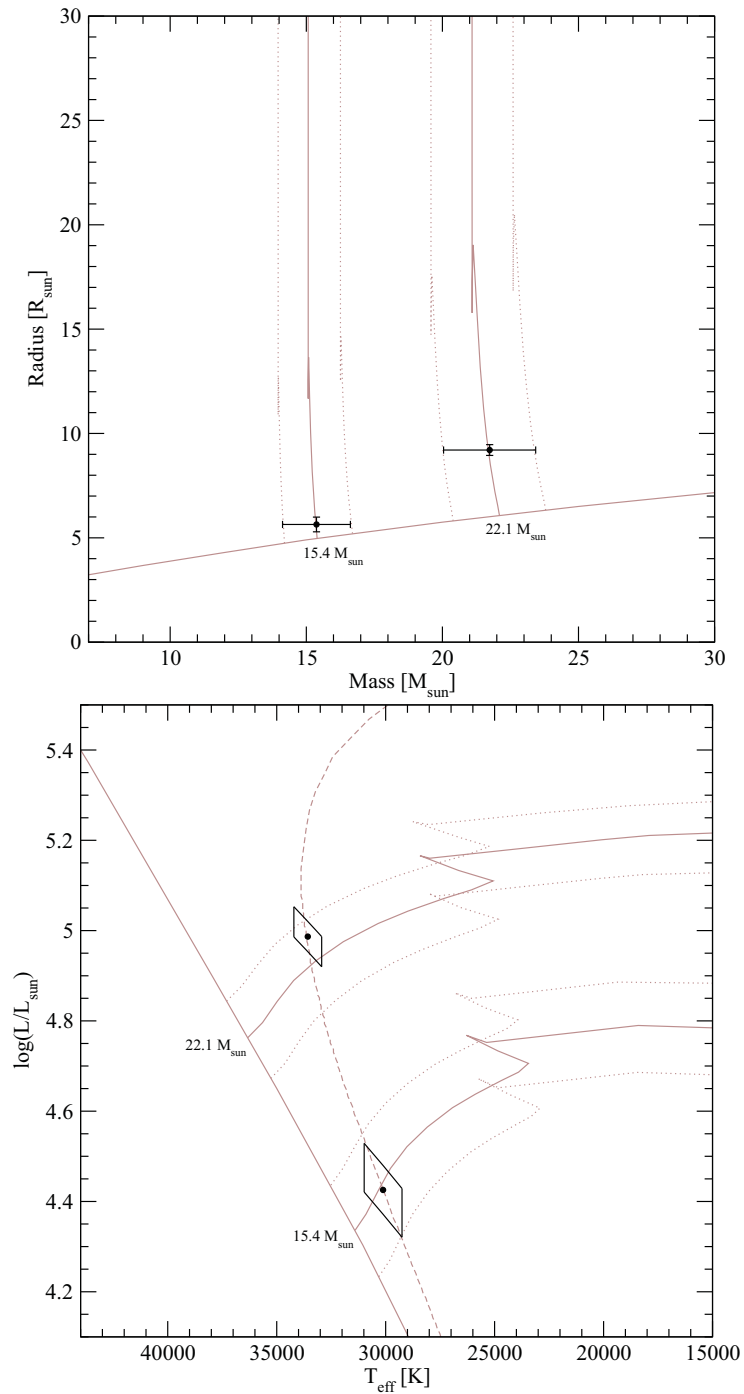 30
25
20
15
10
5
0
Radius [R_sun]
15.4 M_sun
22.1 M_sun
10 15 20 25 30
Mass [M_sun]
5.4
5.2
5
4.8
4.6
4.4
4.2
log(L/L_sun)
22.1 M_sun
15.4 M_sun
40000 35000 30000 25000 20000 15000
T_eff [K]